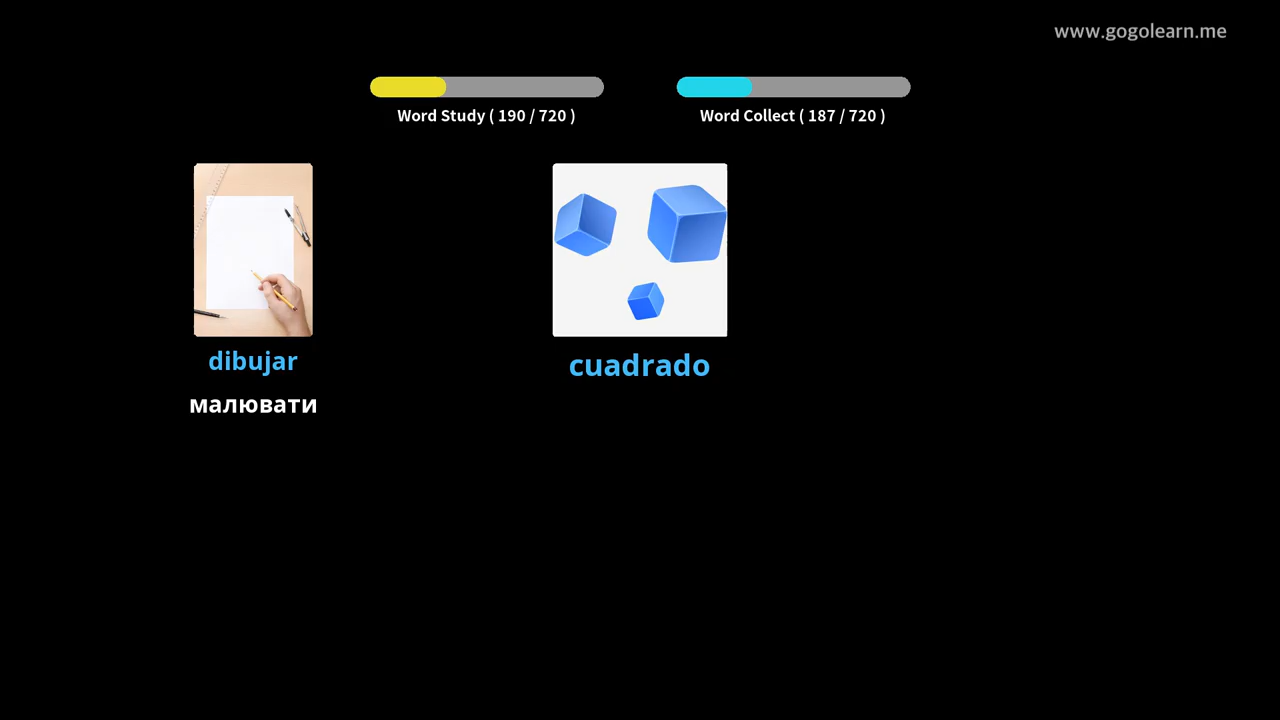 www.gogolearn.me
Word Study ( 190 / 720 )
Word Collect ( 187 / 720 )
dibujar
малювати
cuadrado